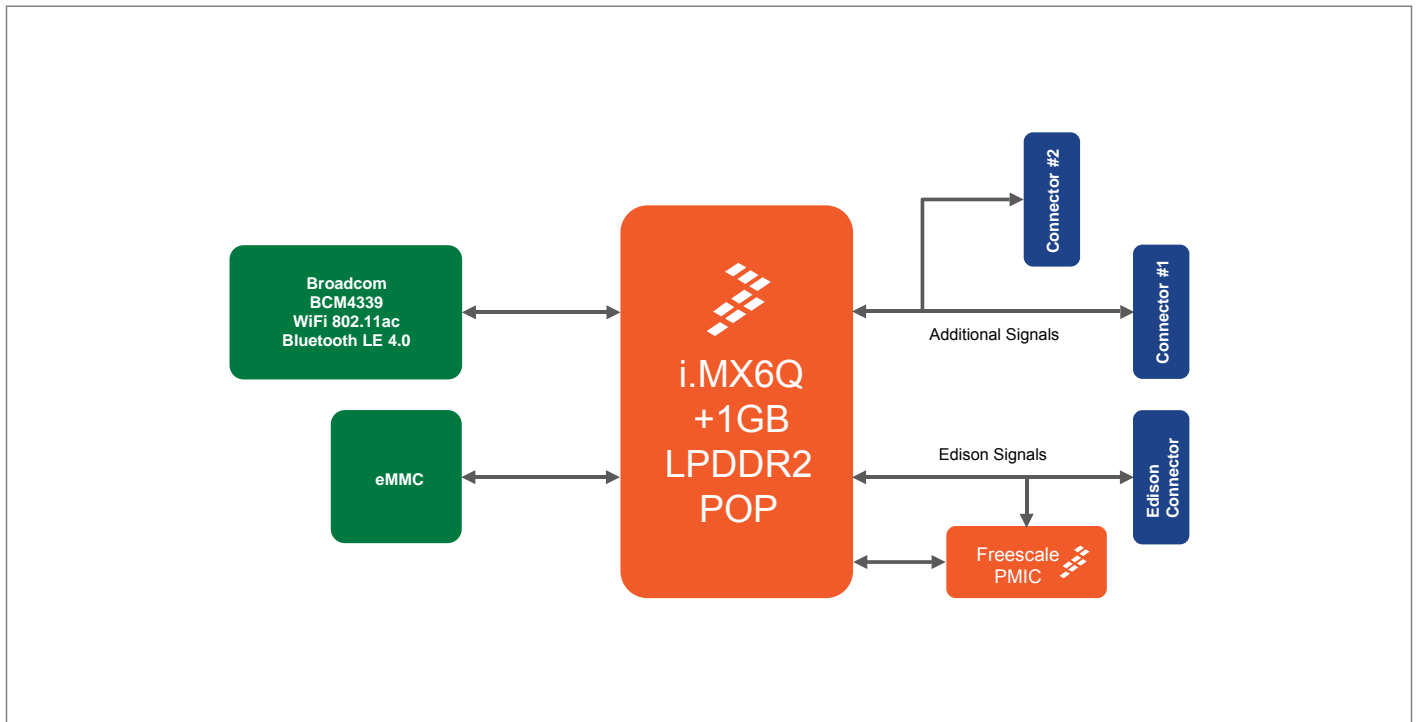 Broadcom
BCM4339
WiFi 802.11ac
Bluetooth LE 4.0
eMMC
i.MX6Q
+1GB
LPDDR2
POP
Connector #2
Connector #1
Additional Signals
Edison Signals
Edison
Connector
Freescale
PMIC